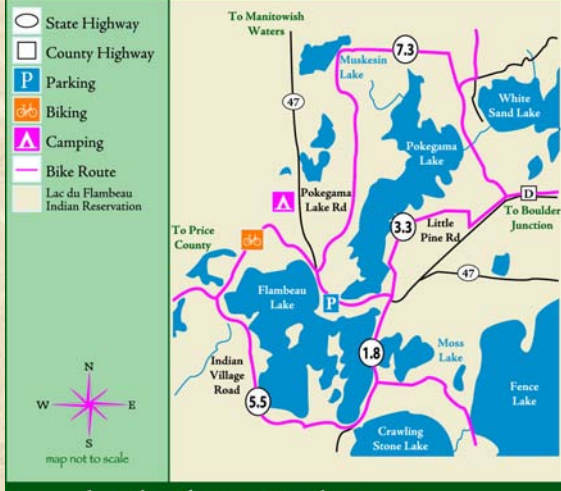 State Highway
County Highway
P Parking
Biking
Camping
Bike Route
Lac du Flambeau
Indian Reservation
N
W E
S
map not to scale
To Manitowish
Waters
7.3
Muskesin
Lake
47
White
Sand Lake
Pokegama
Lake
D
Pokegama
Lake Rd
To Boulder
Junction
3.3
Little
Pine Rd
To Price
County
47
Flambeau
Lake
P
1.8
Moss
Lake
Indian
Village
Road
5.5
Fence
Lake
Crawling
Stone Lake